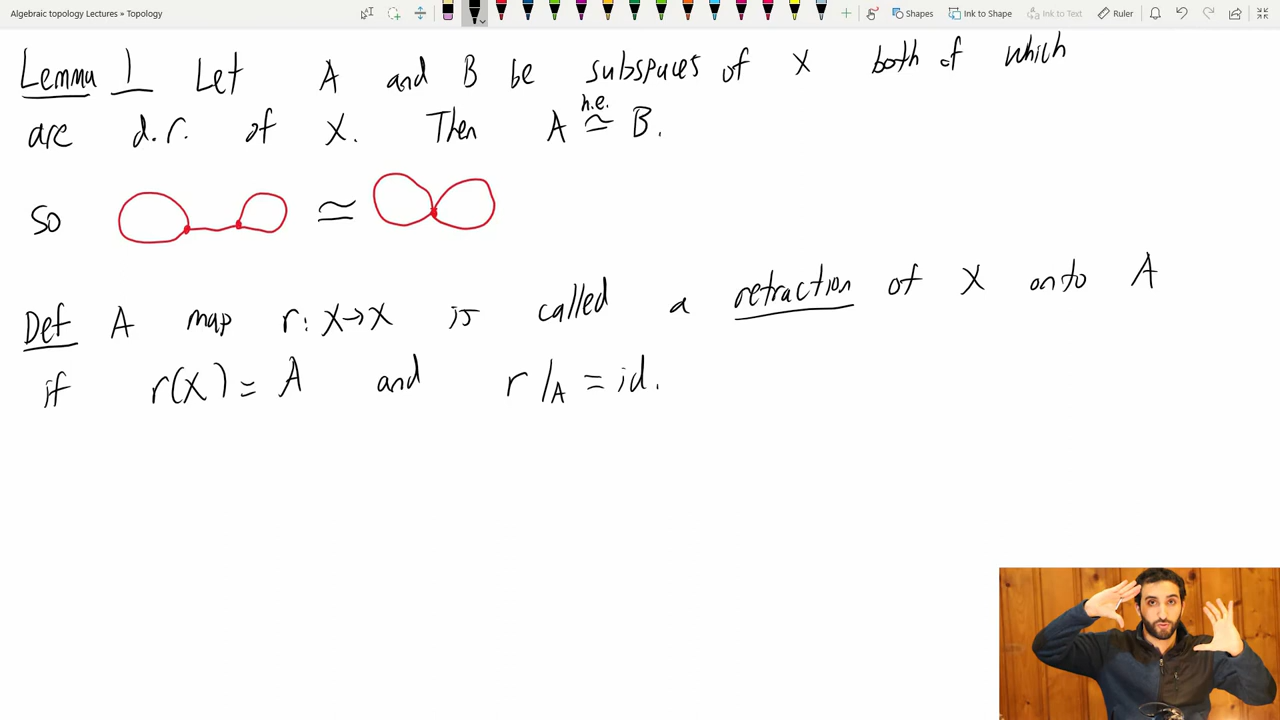 Algebraic topology Lectures » Topology
Shapes Ink to Shape Ink to Text Ruler
Lemma 1 Let A and B be subspaces of X both of which
are d.r. of X. Then A h.e. ≃ B.
so ≃
Def A map r: X→X is called a retraction of X onto A
if r(X) = A and r|A = id.